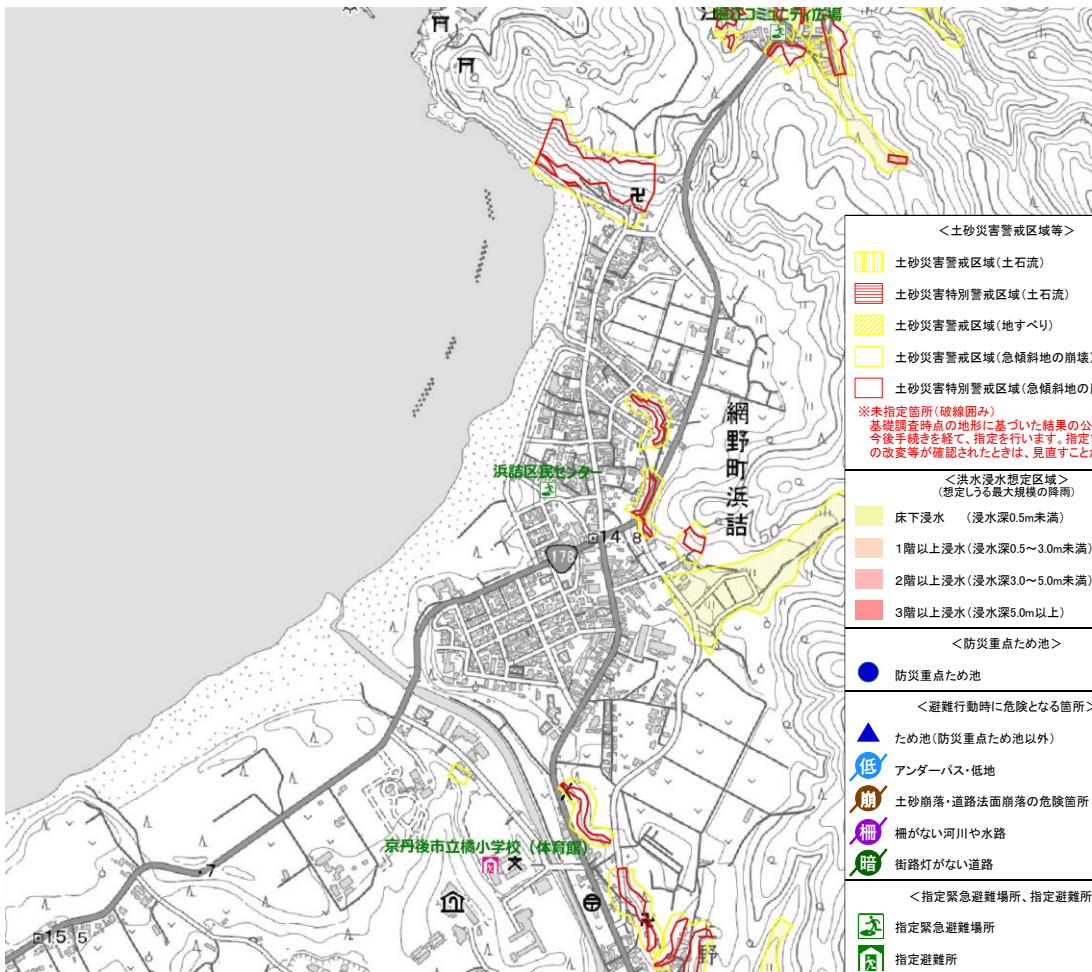 塩江コミュニティ広場
50
網野町浜詰
浜詰区民センター
14.8
178
京丹後市立橘小学校(体育館)
7
15.5
野
<土砂災害警戒区域等>
土砂災害警戒区域(土石流)
土砂災害特別警戒区域(土石流)
土砂災害警戒区域(地すべり)
土砂災害警戒区域(急傾斜地の崩壊)
土砂災害特別警戒区域(急傾斜地の
※未指定箇所(破線囲み)
基礎調査時点の地形に基づいた結果の公
今後手続きを経て、指定を行います。指定
の改変等が確認されたときは、見直すことが
<洪水浸水想定区域>
(想定しうる最大規模の降雨)
床下浸水 (浸水深0.5m未満)
1階以上浸水(浸水深0.5~3.0m未満)
2階以上浸水(浸水深3.0~5.0m未満)
3階以上浸水(浸水深5.0m以上)
<防災重点ため池>
防災重点ため池
<避難行動時に危険となる箇所>
ため池(防災重点ため池以外)
低 アンダーパス・低地
崩 土砂崩落・道路法面崩落の危険箇所
柵 柵がない河川や水路
暗 街路灯がない道路
<指定緊急避難場所、指定避難所
指定緊急避難場所
指定避難所